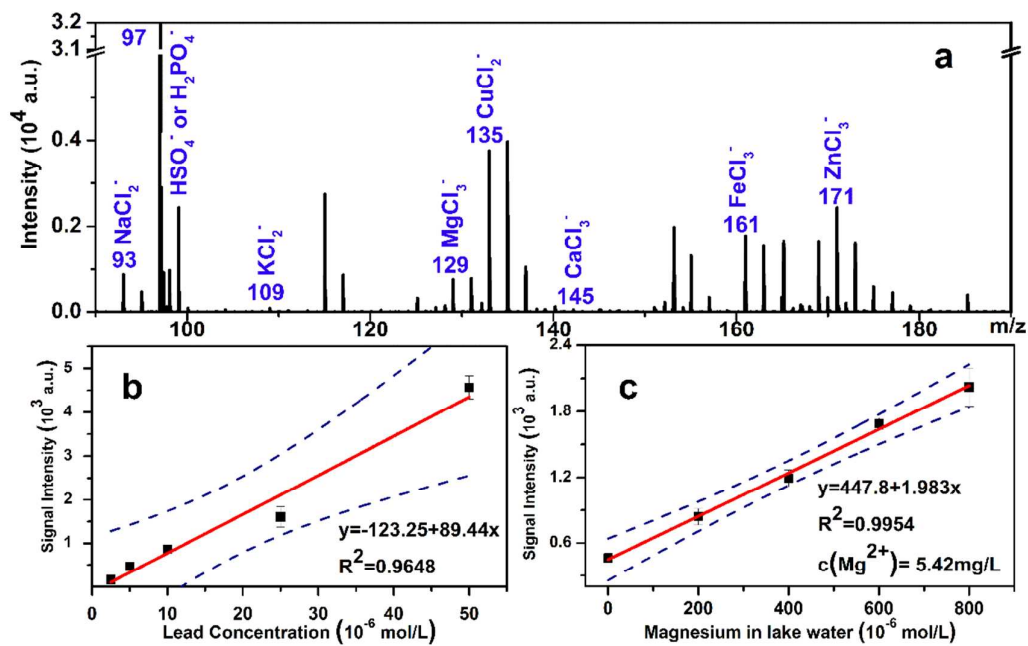 3.2
3.1
0.4
0.2
0.0
Intensity (10⁴ a.u.)
97
a
NaCl₂⁻
93
HSO₄⁻ or H₂PO₄⁻
KCl₂⁻
109
MgCl₃⁻
129
CuCl₂⁻
135
CaCl₃⁻
145
FeCl₃⁻
161
ZnCl₃⁻
171
100 120 140 160 180 m/z
b
Signal Intensity (10³ a.u.)
5
4
3
2
1
y=-123.25+89.44x
R²=0.9648
0 10 20 30 40 50
Lead Concentration (10⁻⁶ mol/L)
c
Signal Intensity (10³ a.u.)
2.4
1.8
1.2
0.6
y=447.8+1.983x
R²=0.9954
c(Mg²⁺)= 5.42mg/L
0 200 400 600 800
Magnesium in lake water (10⁻⁶ mol/L)